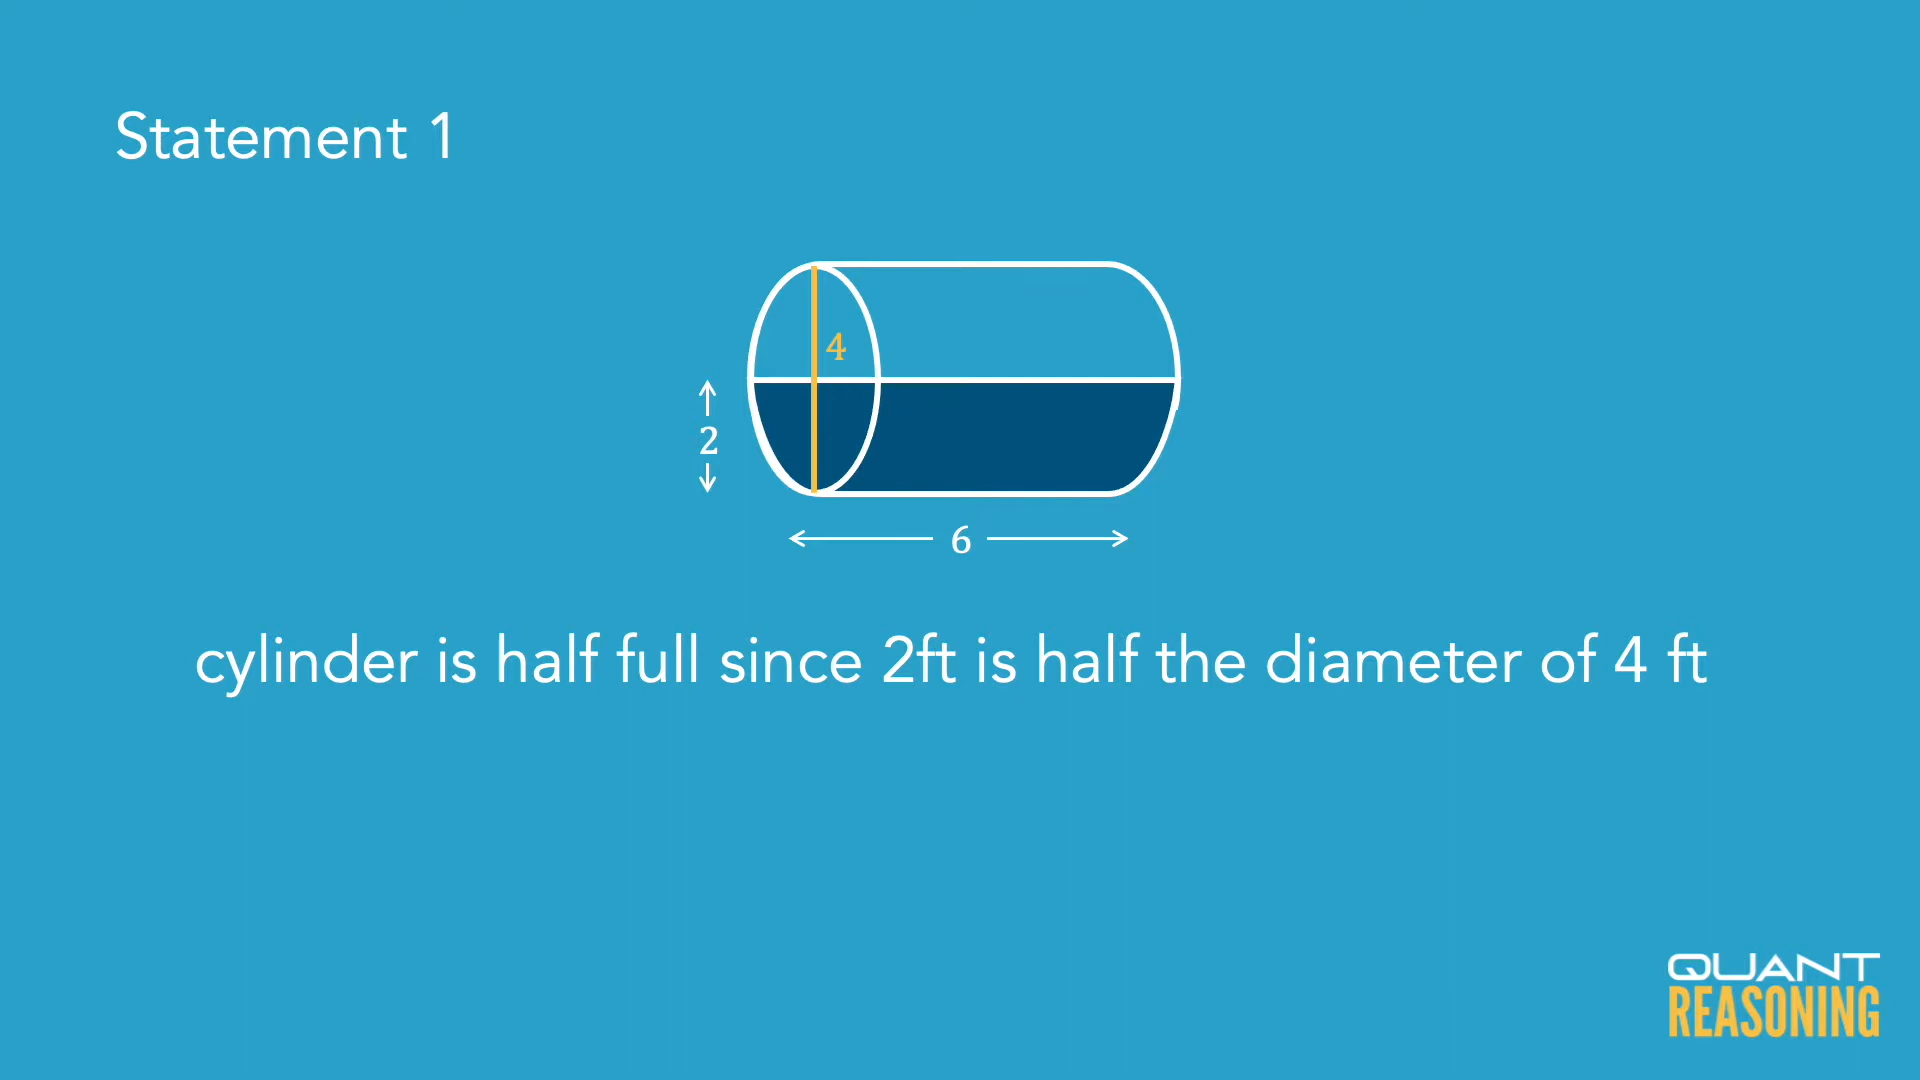 Statement 1
4
2
6
cylinder is half full since 2ft is half the diameter of 4 ft
QUANT
REASONING